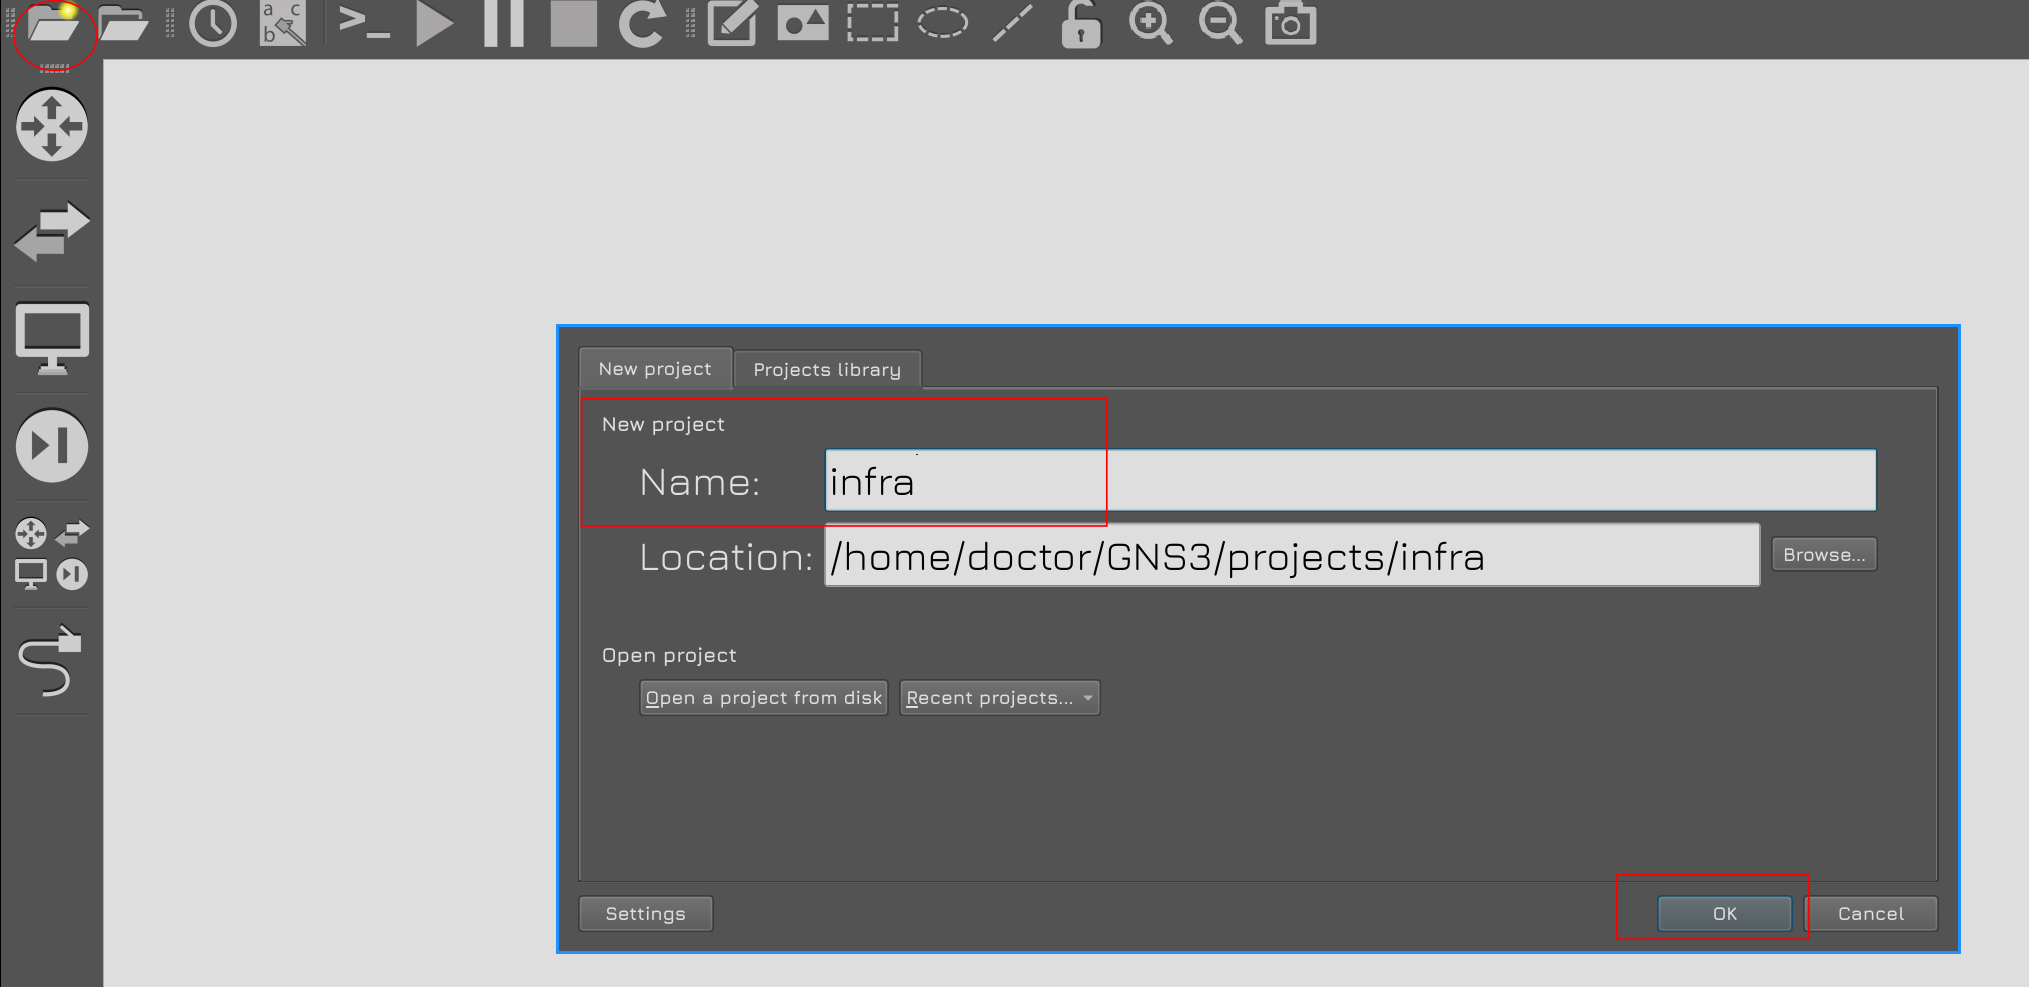 a c
b
>_
New project Projects library
New project
Name: infra
Location: /home/doctor/GNS3/projects/infra Browse...
Open project
Open a project from disk Recent projects...
Settings OK Cancel